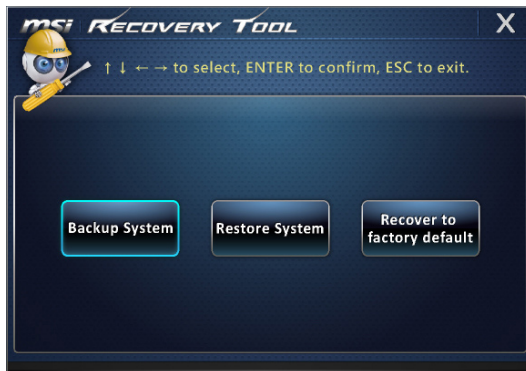 msi RECOVERY TOOL X
↑ ↓ ← → to select, ENTER to confirm, ESC to exit.
Backup System
Restore System
Recover to
factory default